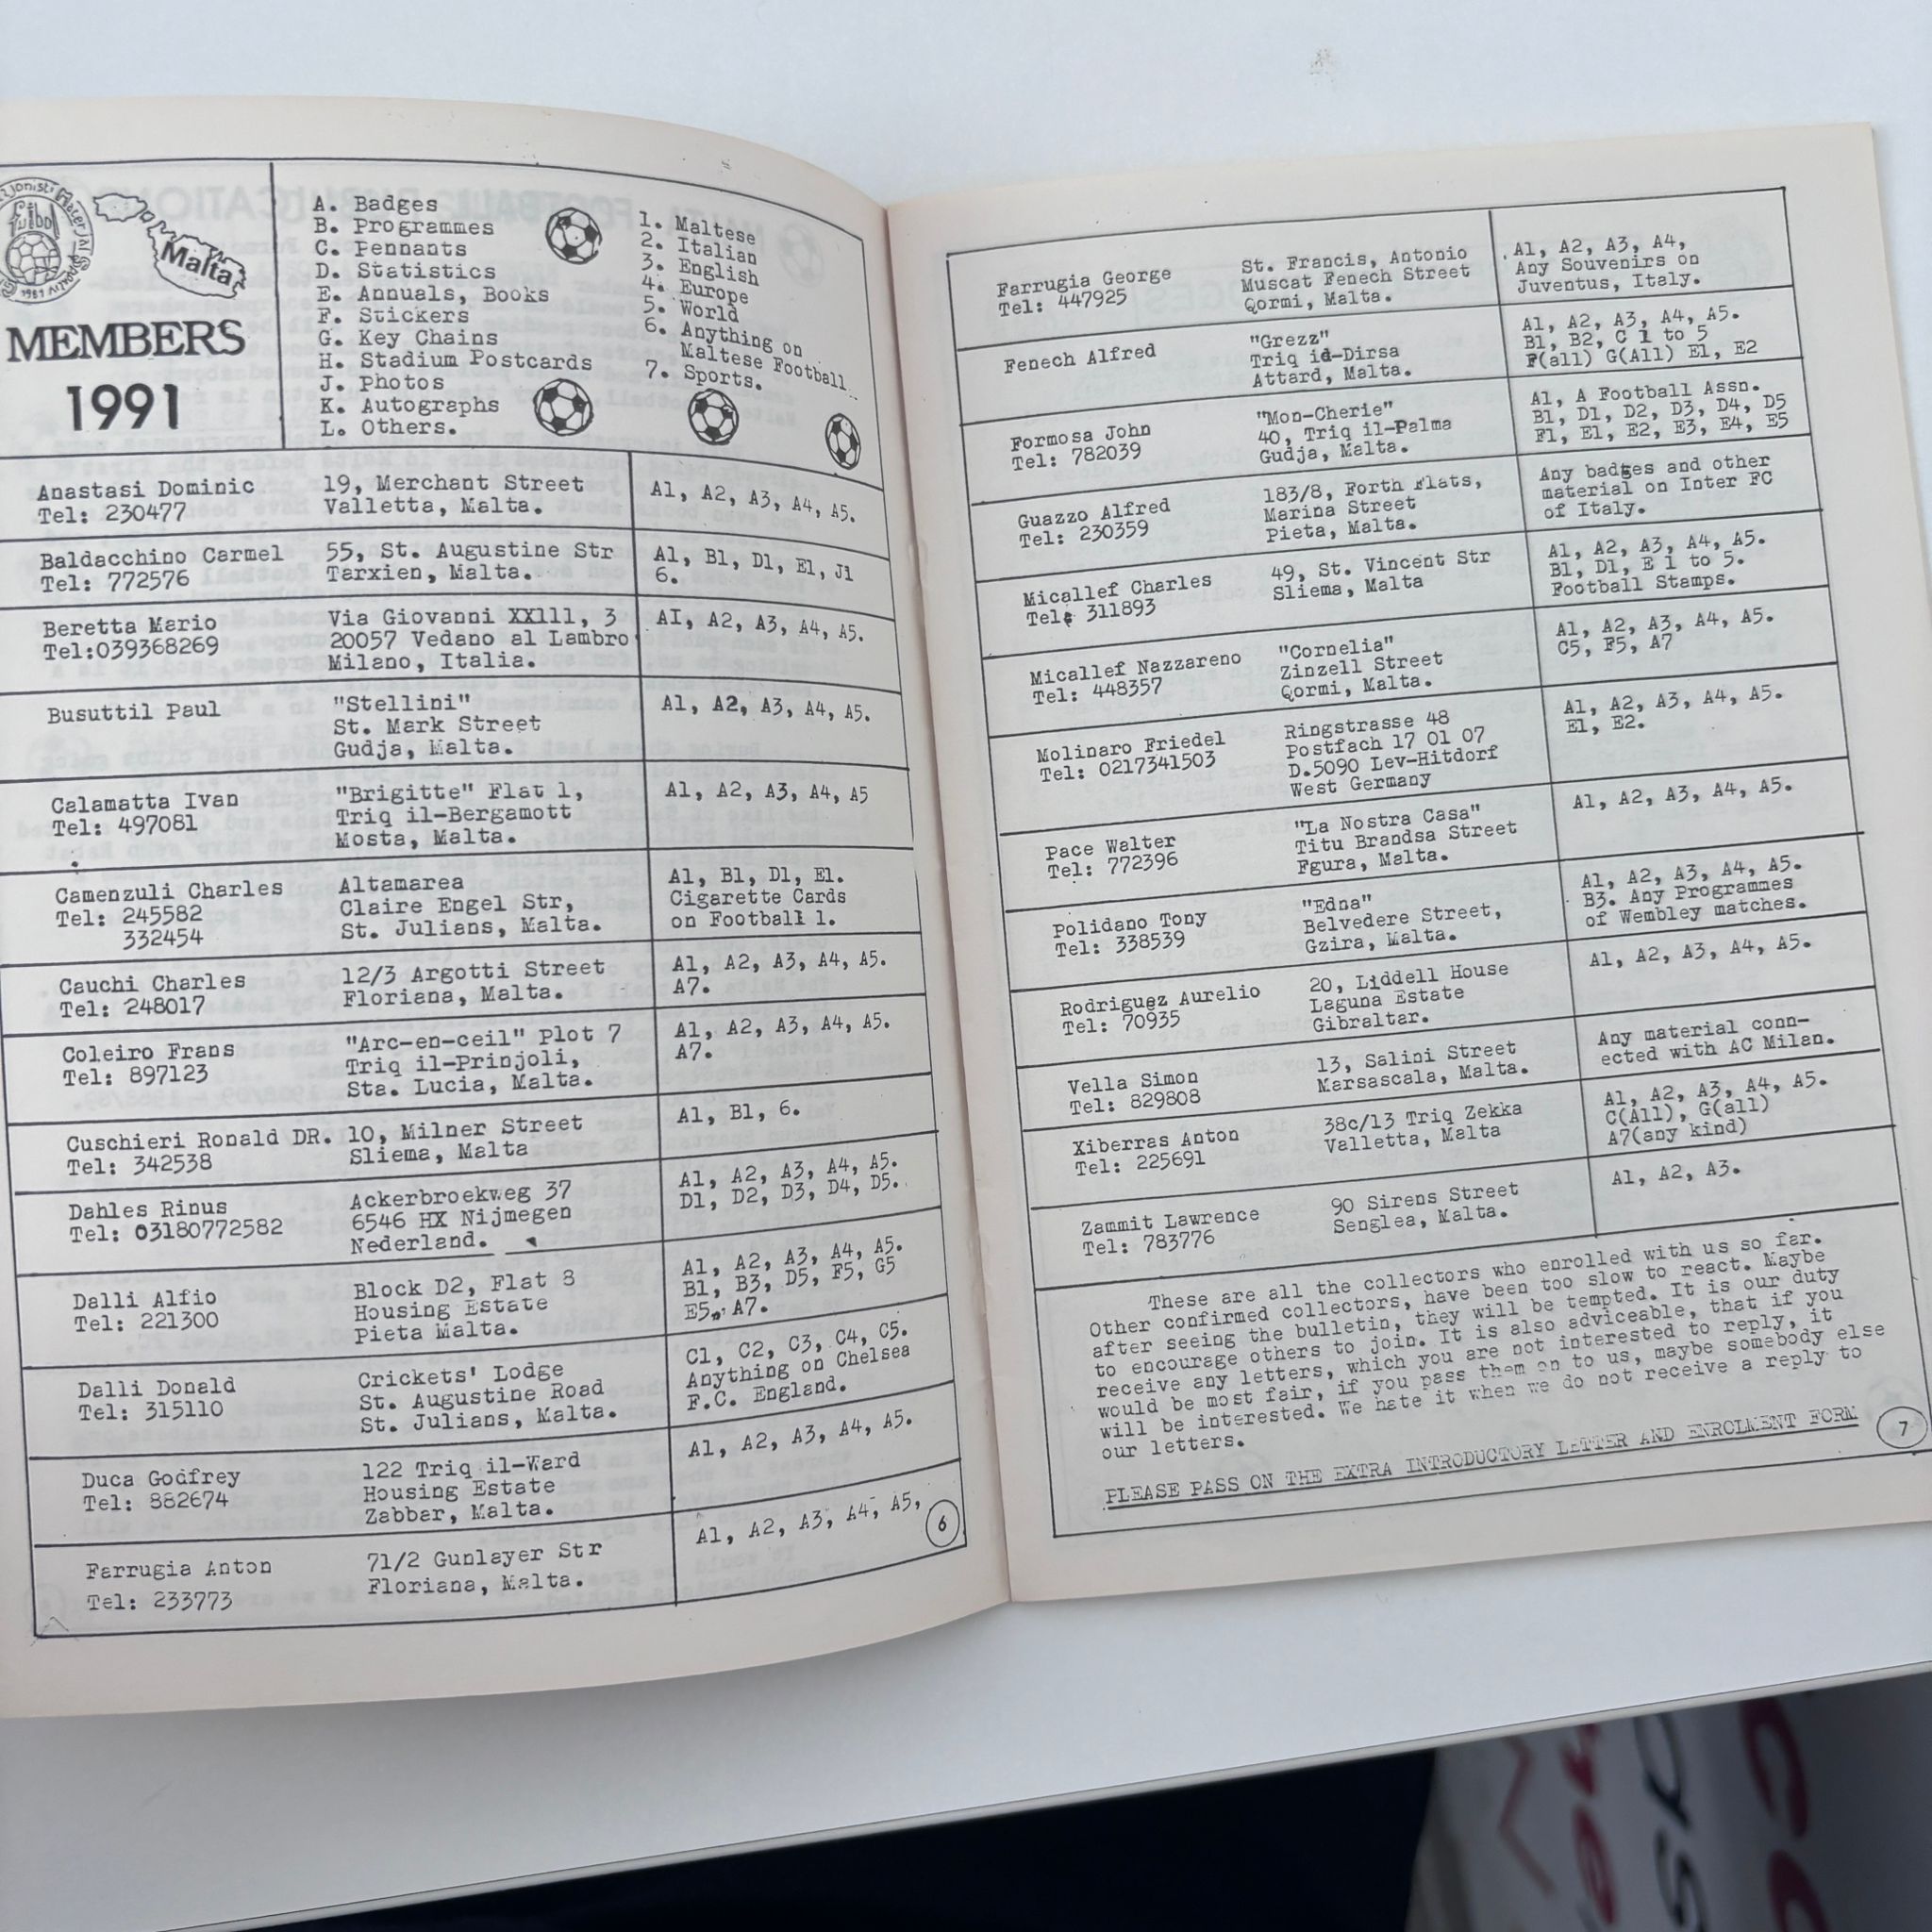 Malta
MEMBERS
1991
A. Badges
B. Programmes
C. Pennants
D. Statistics
E. Annuals, Books
F. Stickers
G. Key Chains
H. Stadium Postcards
J. Photos
K. Autographs
L. Others.
1. Maltese
2. Italian
3. English
4. Europe
5. World
6. Anything on
Maltese Football
7. Sports.
Anastasi Dominic 19, Merchant Street A1, A2, A3, A4, A5.
Tel: 230477 Valletta, Malta.
Baldacchino Carmel 55, St. Augustine Str A1, B1, D1, E1, J1
Tel: 772576 Tarxien, Malta. 6.
Beretta Mario Via Giovanni XX111, 3 AI, A2, A3, A4, A5.
Tel:039368269 20057 Vedano al Lambro
Milano, Italia.
Busuttil Paul "Stellini" A1, A2, A3, A4, A5.
St. Mark Street
Gudja, Malta.
Calamatta Ivan "Brigitte" Flat 1, A1, A2, A3, A4, A5
Tel: 497081 Triq il-Bergamott
Mosta, Malta.
Camenzuli Charles Altamarea A1, B1, D1, E1.
Tel: 245582 Claire Engel Str, Cigarette Cards
332454 St. Julians, Malta. on Football 1.
Cauchi Charles 12/3 Argotti Street A1, A2, A3, A4, A5.
Tel: 248017 Floriana, Malta. A7.
Coleiro Frans "Arc-en-ceil" Plot 7 A1, A2, A3, A4, A5.
Tel: 897123 Triq il-Prinjoli, A7.
Sta. Lucia, Malta.
Cuschieri Ronald DR. 10, Milner Street A1, B1, 6.
Tel: 342538 Sliema, Malta
Dahles Rinus Ackerbroekweg 37 A1, A2, A3, A4, A5.
Tel: 03180772582 6546 HX Nijmegen D1, D2, D3, D4, D5.
Nederland.
Dalli Alfio Block D2, Flat 8 A1, A2, A3, A4, A5.
Tel: 221300 Housing Estate B1, B3, D5, F5, G5
Pieta Malta. E5, A7.
Dalli Donald Crickets' Lodge C1, C2, C3, C4, C5.
Tel: 315110 St. Augustine Road Anything on Chelsea
St. Julians, Malta. F.C. England.
Duca Godfrey 122 Triq il-Ward A1, A2, A3, A4, A5.
Tel: 882674 Housing Estate
Zabbar, Malta.
Farrugia Anton 71/2 Gunlayer Str A1, A2, A3, A4, A5,
Tel: 233773 Floriana, Malta.
6
Farrugia George St. Francis, Antonio A1, A2, A3, A4,
Tel: 447925 Muscat Fenech Street Any Souvenirs on
Qormi, Malta. Juventus, Italy.
Fenech Alfred "Grezz" A1, A2, A3, A4, A5.
Triq id-Dirsa B1, B2, C 1 to 5
Attard, Malta. F(all) G(All) E1, E2
Formosa John "Mon-Cherie" A1, A Football Assn.
Tel: 782039 40, Triq il-Palma B1, D1, D2, D3, D4, D5
Gudja, Malta. F1, E1, E2, E3, E4, E5
Guazzo Alfred 183/8, Forth Flats, Any badges and other
Tel: 230359 Marina Street material on Inter FC
Pieta, Malta. of Italy.
Micallef Charles 49, St. Vincent Str A1, A2, A3, A4, A5.
Tel: 311893 Sliema, Malta B1, D1, E 1 to 5.
Football Stamps.
Micallef Nazzareno "Cornelia" A1, A2, A3, A4, A5.
Tel: 448357 Zinzell Street C5, F5, A7
Qormi, Malta.
Molinaro Friedel Ringstrasse 48 A1, A2, A3, A4, A5.
Tel: 0217341503 Postfach 17 01 07 E1, E2.
D.5090 Lev-Hitdorf
West Germany
Pace Walter "La Nostra Casa" A1, A2, A3, A4, A5.
Tel: 772396 Titu Brandsa Street
Fgura, Malta.
Polidano Tony "Edna" A1, A2, A3, A4, A5.
Tel: 338539 Belvedere Street, B3. Any Programmes
Gzira, Malta. of Wembley matches.
Rodriguez Aurelio 20, Liddell House A1, A2, A3, A4, A5.
Tel: 70935 Laguna Estate
Gibraltar.
Vella Simon 13, Salini Street Any material conn-
Tel: 829808 Marsascala, Malta. ected with AC Milan.
Xiberras Anton 38c/13 Triq Zekka A1, A2, A3, A4, A5.
Tel: 225691 Valletta, Malta C(All), G(all)
A7(any kind)
Zammit Lawrence 90 Sirens Street A1, A2, A3.
Tel: 783776 Senglea, Malta.
These are all the collectors who enrolled with us so far.
Other confirmed collectors, have been too slow to react. Maybe
after seeing the bulletin, they will be tempted. It is our duty
to encourage others to join. It is also adviceable, that if you
receive any letters, which you are not interested to reply, it
would be most fair, if you pass them on to us, maybe somebody else
will be interested. We hate it when we do not receive a reply to
our letters.
PLEASE PASS ON THE EXTRA INTRODUCTORY LETTER AND ENROLMENT FORM
7